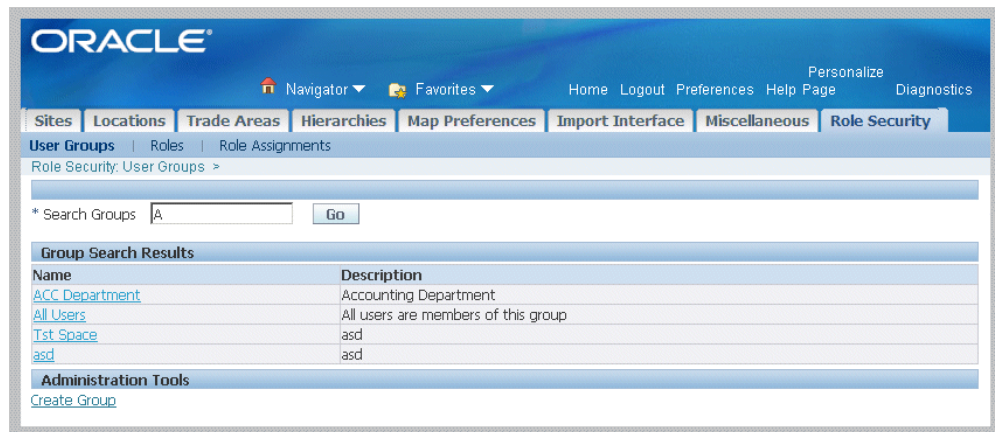 ORACLE®
Navigator Favorites Home Logout Preferences Help Personalize Page Diagnostics
Sites Locations Trade Areas Hierarchies Map Preferences Import Interface Miscellaneous Role Security
User Groups | Roles | Role Assignments
Role Security: User Groups >
* Search Groups A Go
Group Search Results
Name Description
ACC Department Accounting Department
All Users All users are members of this group
Tst Space asd
asd asd
Administration Tools
Create Group